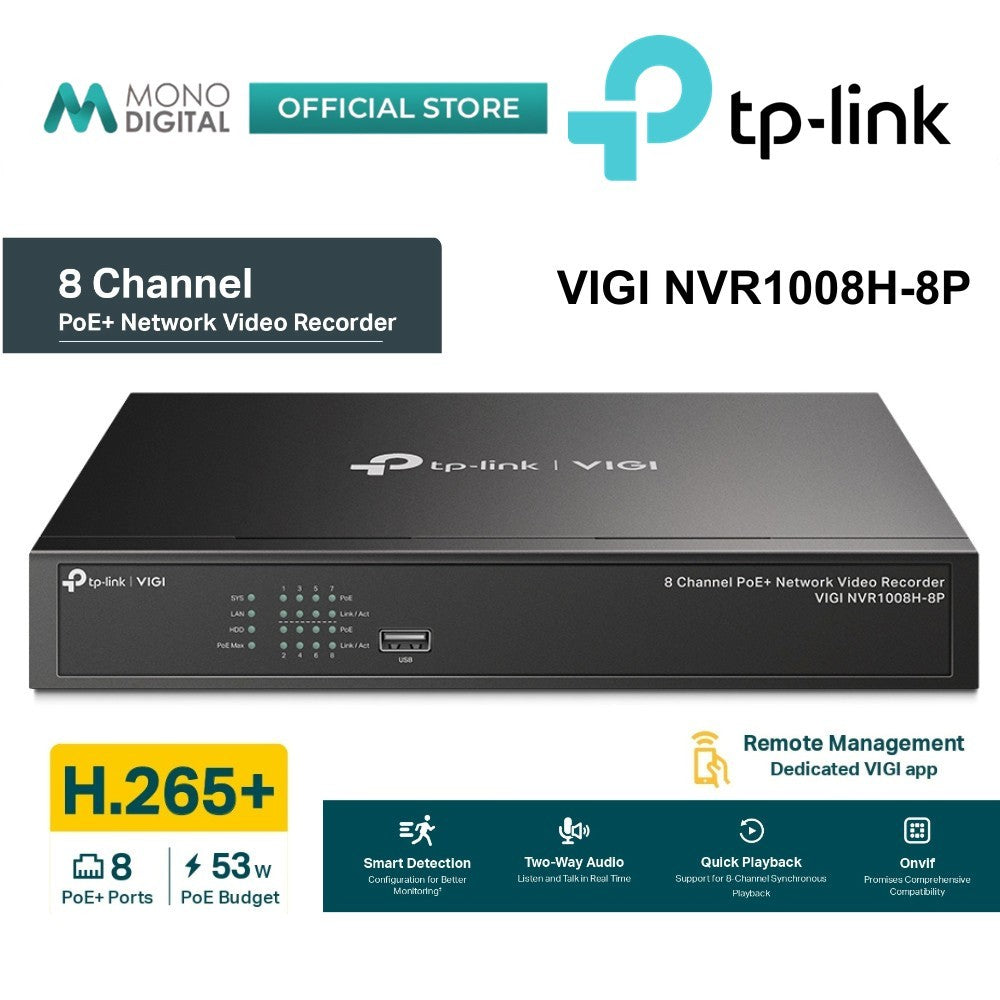 MONO
DIGITAL
OFFICIAL STORE
tp-link
8 Channel
PoE+ Network Video Recorder
VIGI NVR1008H-8P
tp-link | VIGI
tp-link | VIGI
8 Channel PoE+ Network Video Recorder
VIGI NVR1008H-8P
1 3 5 7
SYS PoE
LAN Link/Act
HDD PoE
PoE Max Link/Act
2 4 6 8
USB
Remote Management
Dedicated VIGI app
H.265+
8
PoE+ Ports
53W
PoE Budget
Smart Detection
Configuration for Better
Monitoring‡
Two-Way Audio
Listen and Talk in Real Time
Quick Playback
Support for 8-Channel Synchronous
Playback
Onvif
Promises Comprehensive
Compatibility